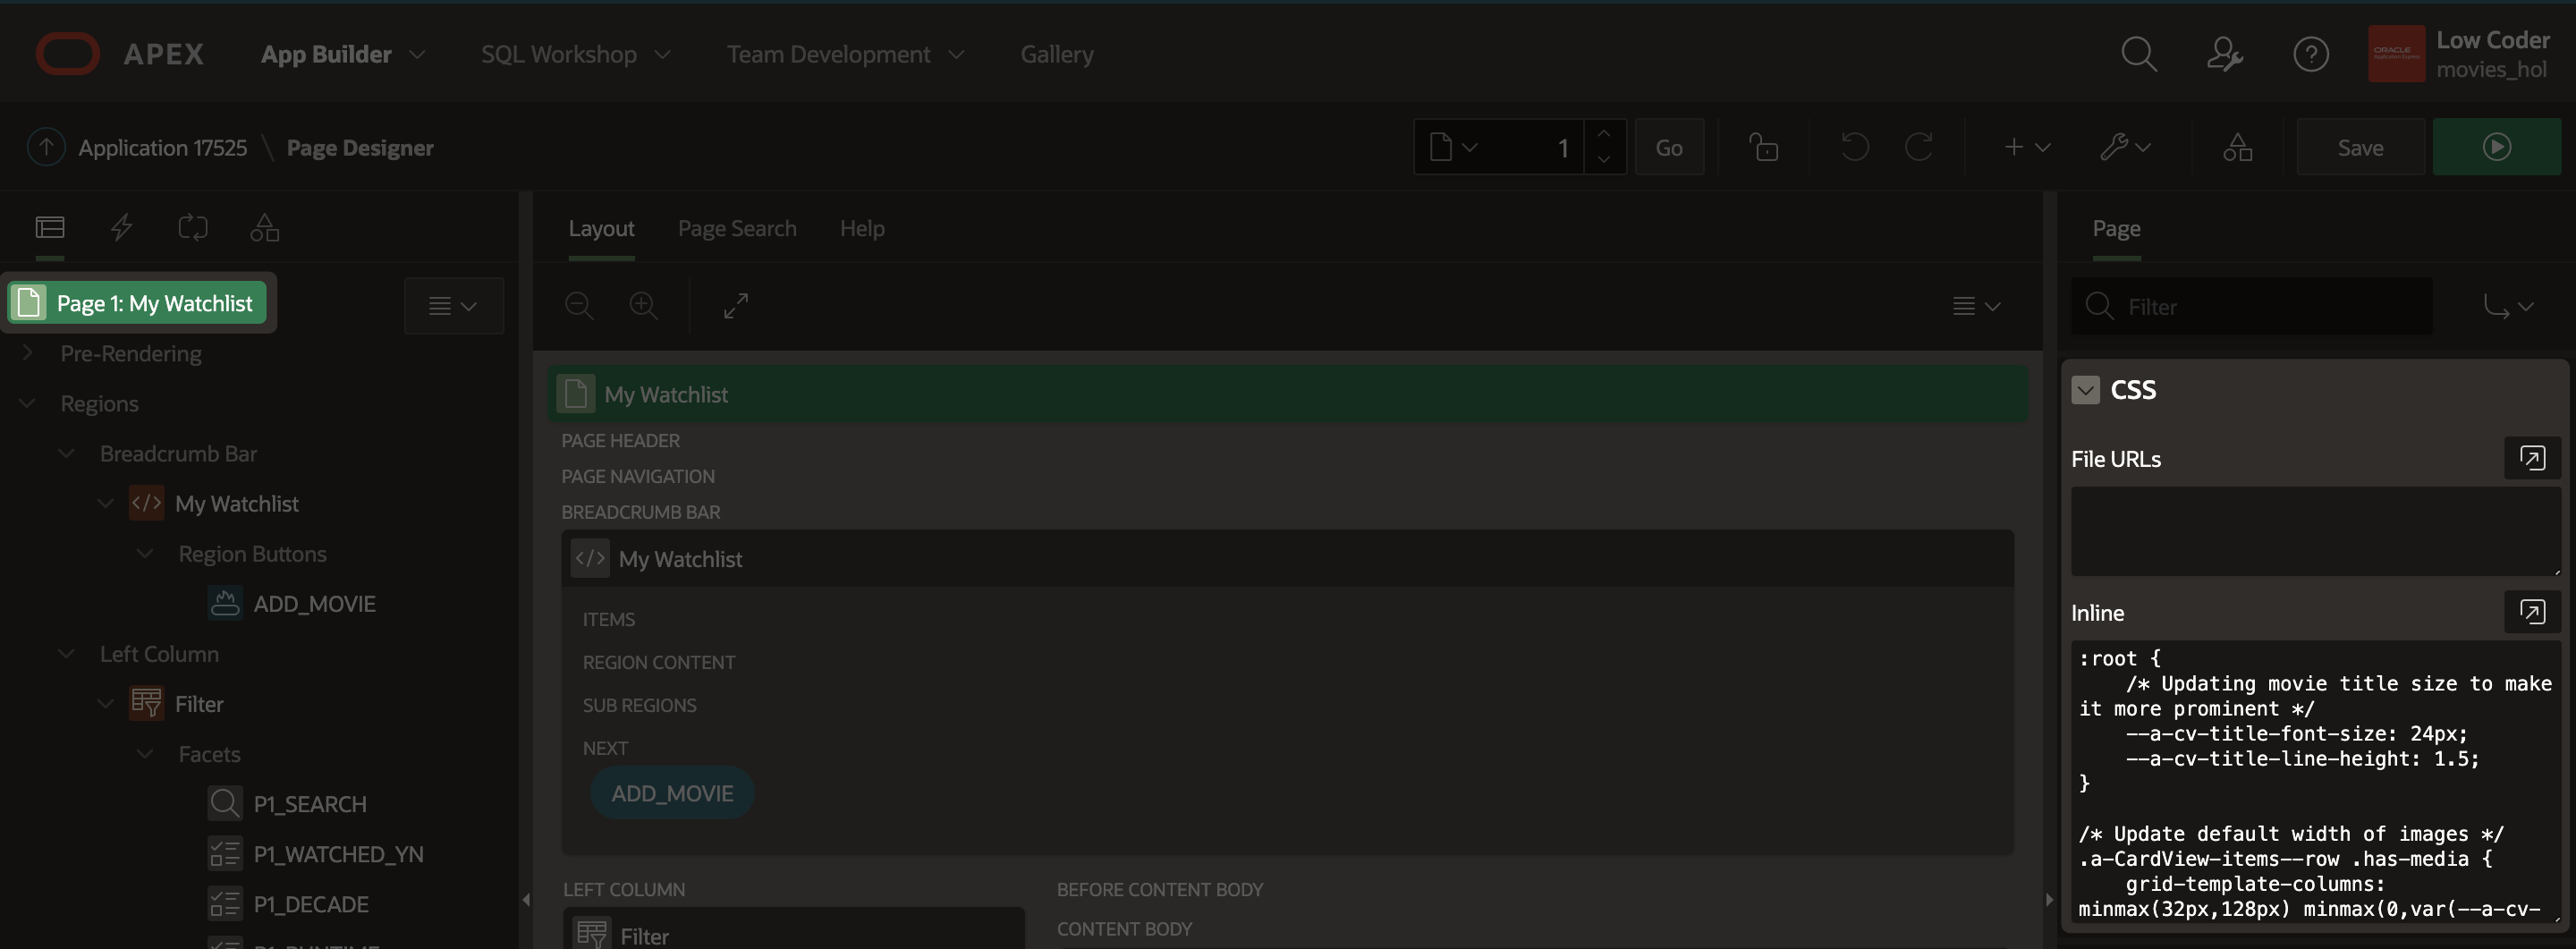 APEX
App Builder
SQL Workshop
Team Development
Gallery
ORACLE
Application Express
Low Coder
movies_hol
Application 17525 \ Page Designer
1
Go
Save
Page 1: My Watchlist
Pre-Rendering
Regions
Breadcrumb Bar
</> My Watchlist
Region Buttons
ADD_MOVIE
Left Column
Filter
Facets
P1_SEARCH
P1_WATCHED_YN
P1_DECADE
P1_RUNTIME
Layout
Page Search
Help
My Watchlist
PAGE HEADER
PAGE NAVIGATION
BREADCRUMB BAR
</> My Watchlist
ITEMS
REGION CONTENT
SUB REGIONS
NEXT
ADD_MOVIE
LEFT COLUMN
Filter
BEFORE CONTENT BODY
CONTENT BODY
Page
Filter
CSS
File URLs
Inline
:root {
/* Updating movie title size to make
it more prominent */
--a-cv-title-font-size: 24px;
--a-cv-title-line-height: 1.5;
}
/* Update default width of images */
.a-CardView-items--row .has-media {
grid-template-columns:
minmax(32px,128px) minmax(0,var(--a-cv-